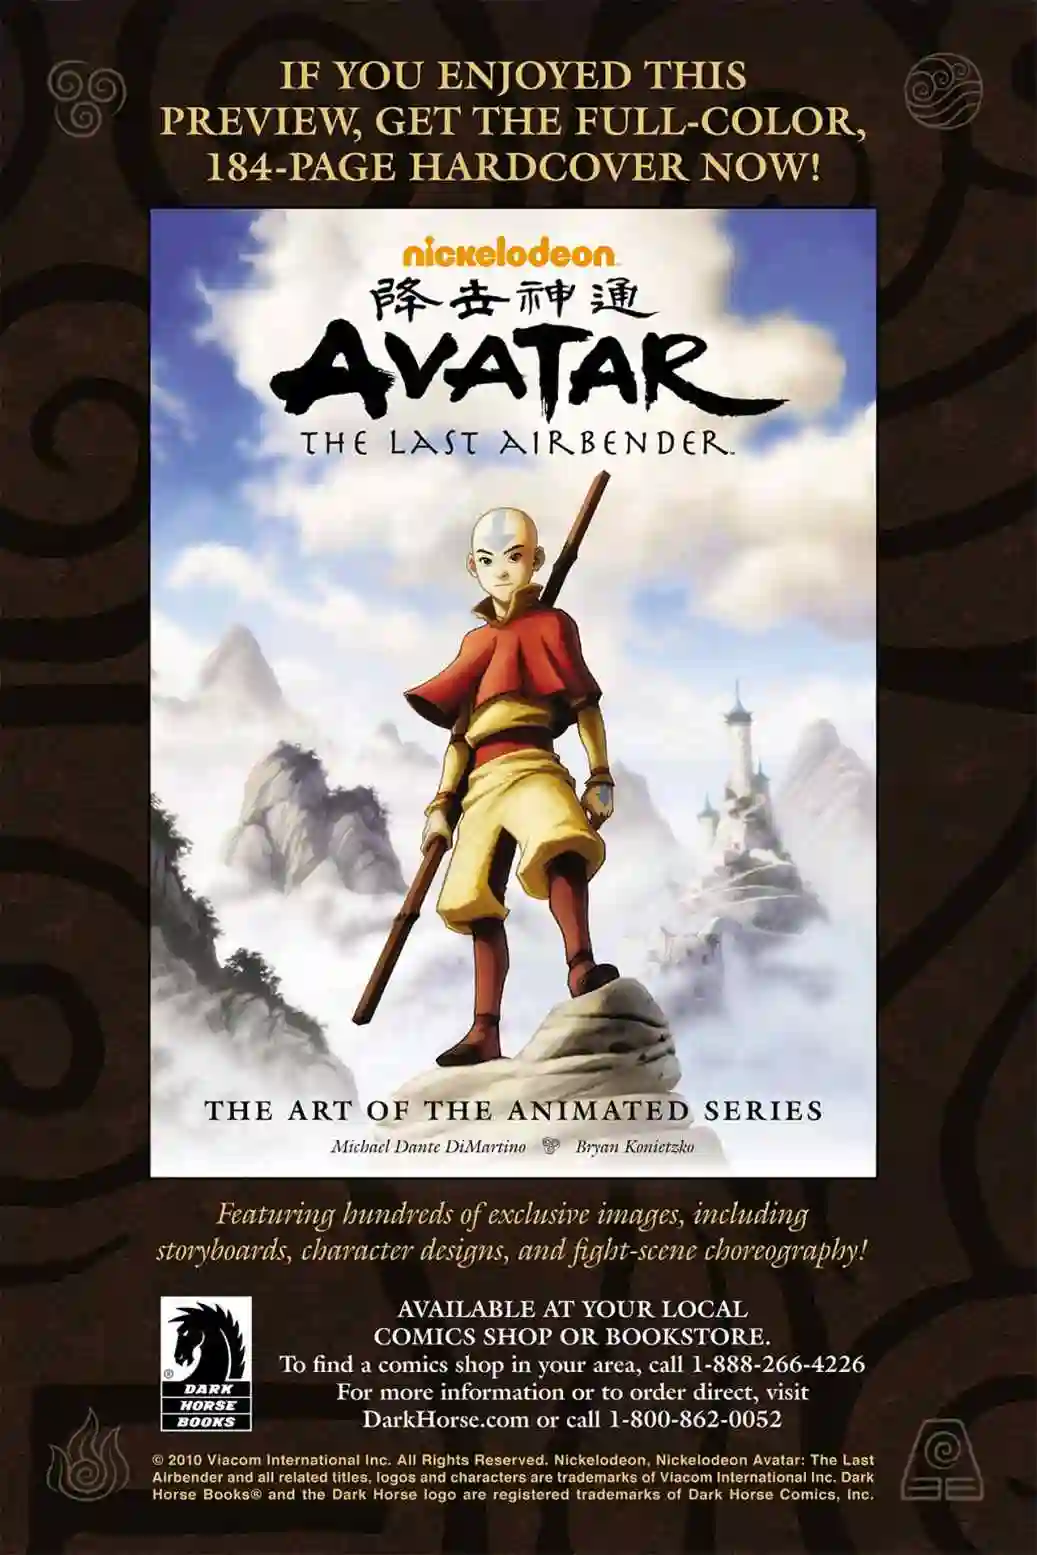 IF YOU ENJOYED THIS
PREVIEW, GET THE FULL-COLOR,
184-PAGE HARDCOVER NOW!
nickelodeon™
降去神通
AVATAR
THE LAST AIRBENDER™
THE ART OF THE ANIMATED SERIES
Michael Dante DiMartino Bryan Konietzko
Featuring hundreds of exclusive images, including
storyboards, character designs, and fight-scene choreography!
AVAILABLE AT YOUR LOCAL
COMICS SHOP OR BOOKSTORE.
To find a comics shop in your area, call 1-888-266-4226
For more information or to order direct, visit
DarkHorse.com or call 1-800-862-0052
®
DARK
HORSE
BOOKS
© 2010 Viacom International Inc. All Rights Reserved. Nickelodeon, Nickelodeon Avatar: The Last
Airbender and all related titles, logos and characters are trademarks of Viacom International Inc. Dark
Horse Books® and the Dark Horse logo are registered trademarks of Dark Horse Comics, Inc.